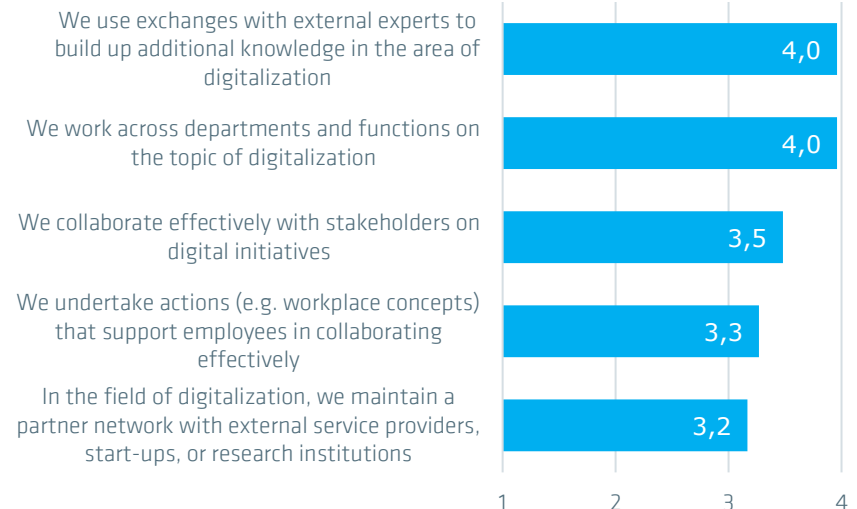 We use exchanges with external experts to
build up additional knowledge in the area of
digitalization
4,0
We work across departments and functions on
the topic of digitalization
4,0
We collaborate effectively with stakeholders on
digital initiatives
3,5
We undertake actions (e.g. workplace concepts)
that support employees in collaborating
effectively
3,3
In the field of digitalization, we maintain a
partner network with external service providers,
start-ups, or research institutions
3,2
1 2 3 4